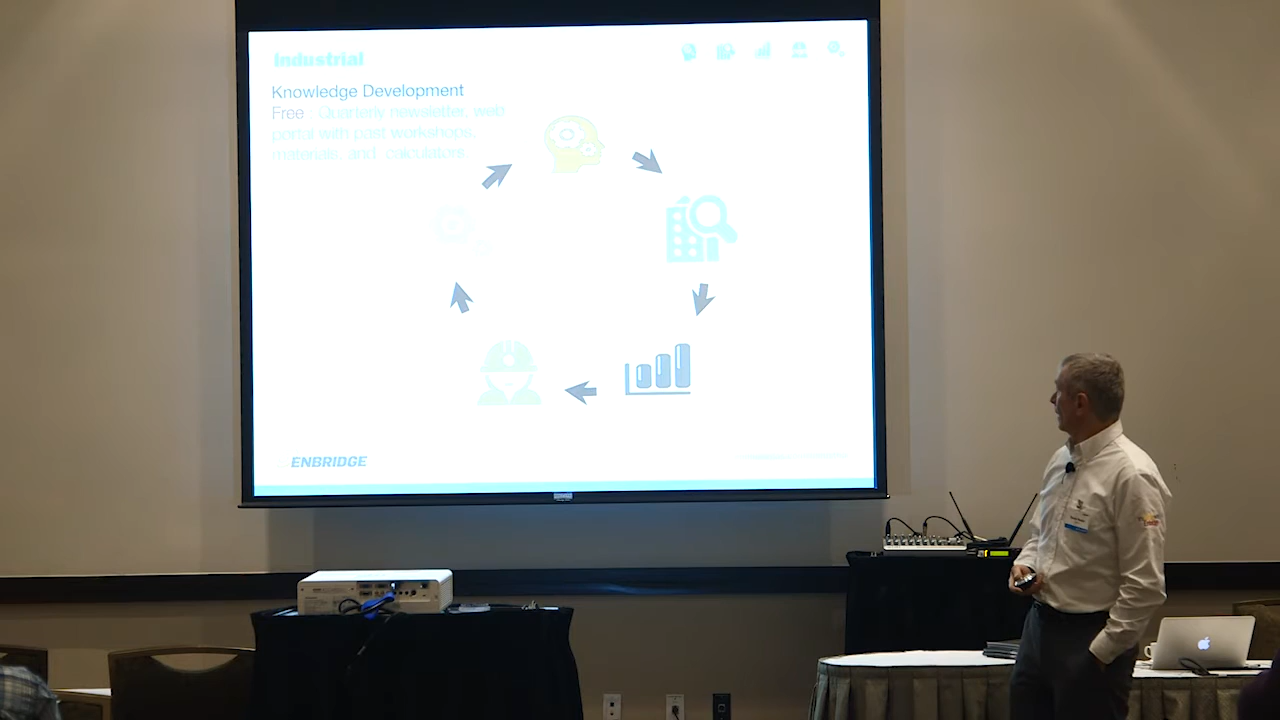 Industrial
Knowledge Development
Free : Quarterly newsletter, web
portal with past workshops,
materials, and calculators
ENBRIDGE